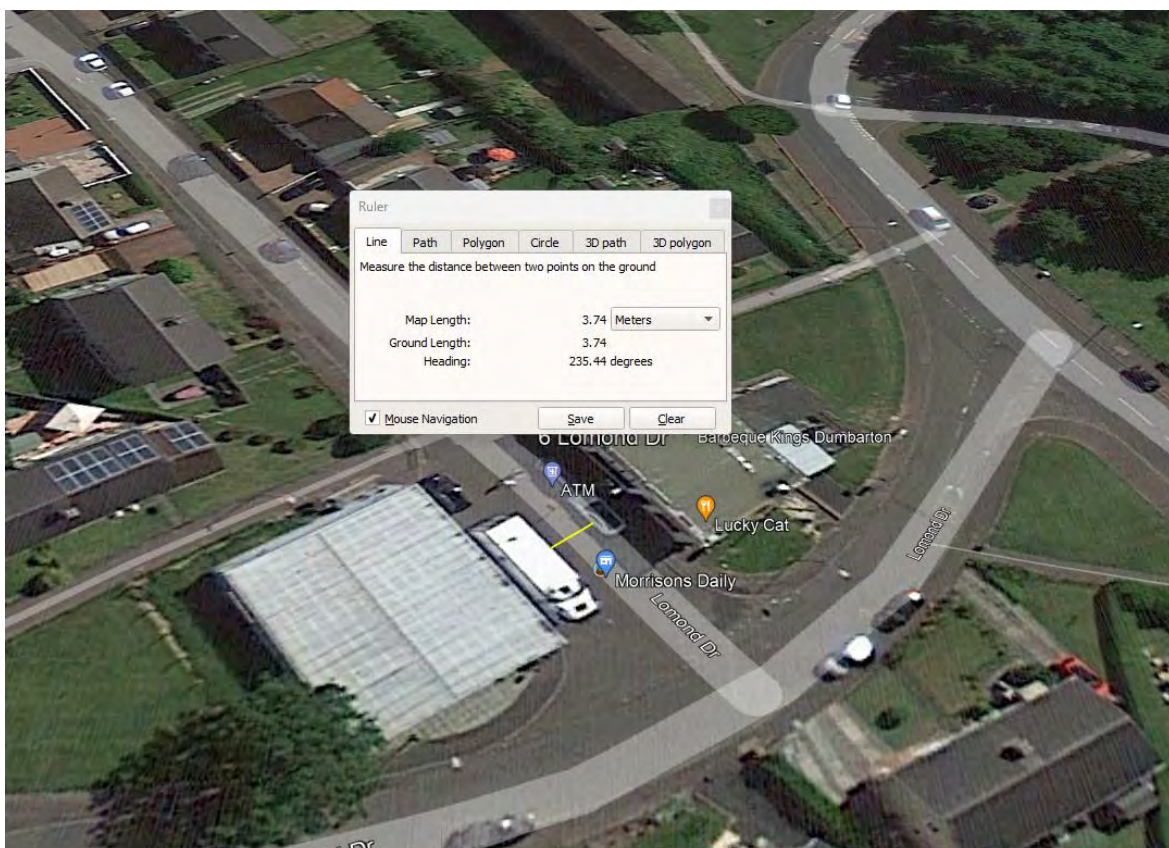 Ruler
Line Path Polygon Circle 3D path 3D polygon
Measure the distance between two points on the ground
Map Length: 3.74 Meters
Ground Length: 3.74
Heading: 235.44 degrees
Mouse Navigation Save Clear
6 Lomond Dr
Barbeque Kings Dumbarton
ATM
Lucky Cat
Lomond Dr
Morrisons Daily
Lomond Dr
Dr